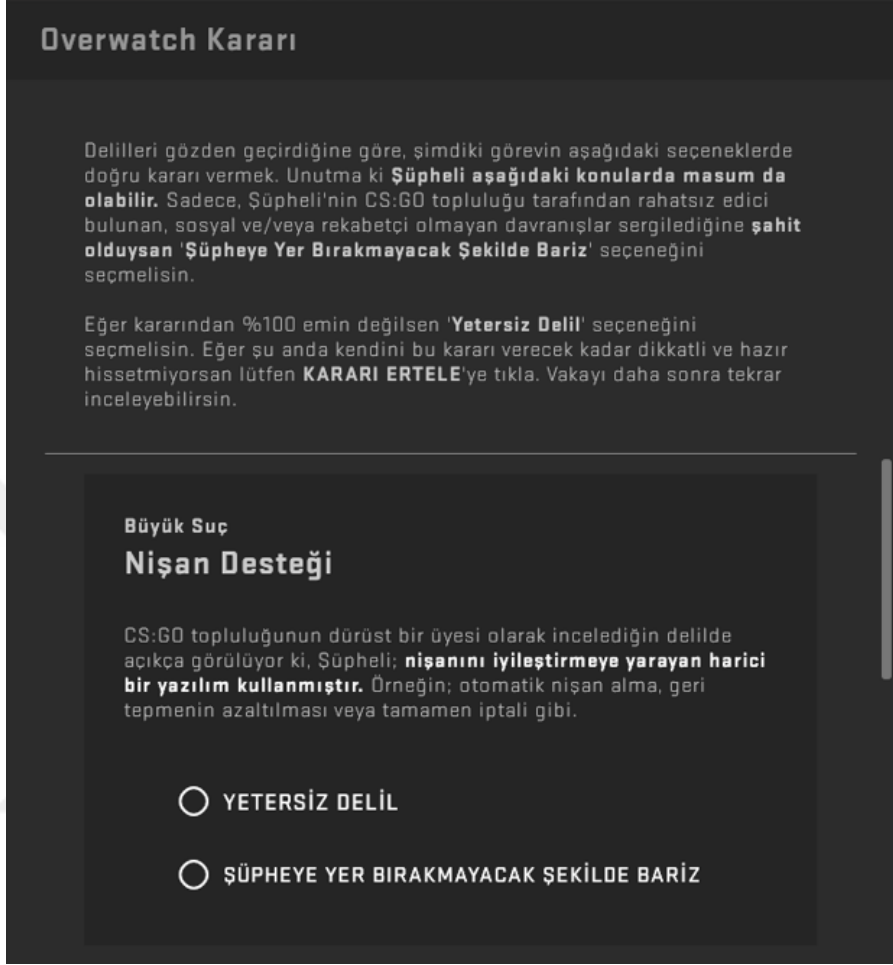 Overwatch Kararı
Delilleri gözden geçirdiğine göre, şimdiki görevin aşağıdaki seçeneklerde
doğru kararı vermek. Unutma ki Şüpheli aşağıdaki konularda masum da
olabilir. Sadece, Şüpheli'nin CS:GO topluluğu tarafından rahatsız edici
bulunan, sosyal ve/veya rekabetçi olmayan davranışlar sergilediğine şahit
olduysan 'Şüpheye Yer Bırakmayacak Şekilde Bariz' seçeneğini
seçmelisin.
Eğer kararından %100 emin değilsen 'Yetersiz Delil' seçeneğini
seçmelisin. Eğer şu anda kendini bu kararı verecek kadar dikkatli ve hazır
hissetmiyorsan lütfen KARARI ERTELE'ye tıkla. Vakayı daha sonra tekrar
inceleyebilirsin.
Büyük Suç
Nişan Desteği
CS:GO topluluğunun dürüst bir üyesi olarak incelediğin delilde
açıkça görülüyor ki, Şüpheli; nişanını iyileştirmeye yarayan harici
bir yazılım kullanmıştır. Örneğin; otomatik nişan alma, geri
tepmenin azaltılması veya tamamen iptali gibi.
YETERSİZ DELİL
ŞÜPHEYE YER BIRAKMAYACAK ŞEKİLDE BARİZ